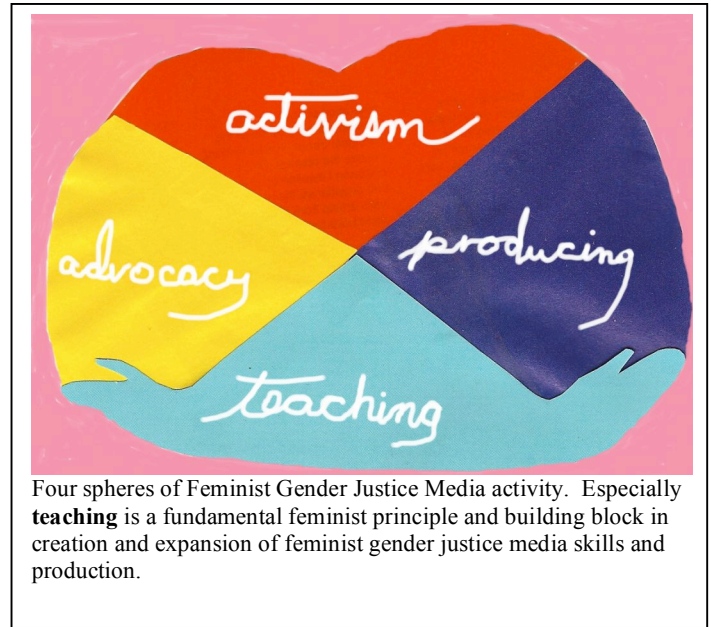 activism
advocacy
producing
teaching
Four spheres of Feminist Gender Justice Media activity.  Especially
teaching is a fundamental feminist principle and building block in
creation and expansion of feminist gender justice media skills and
production.